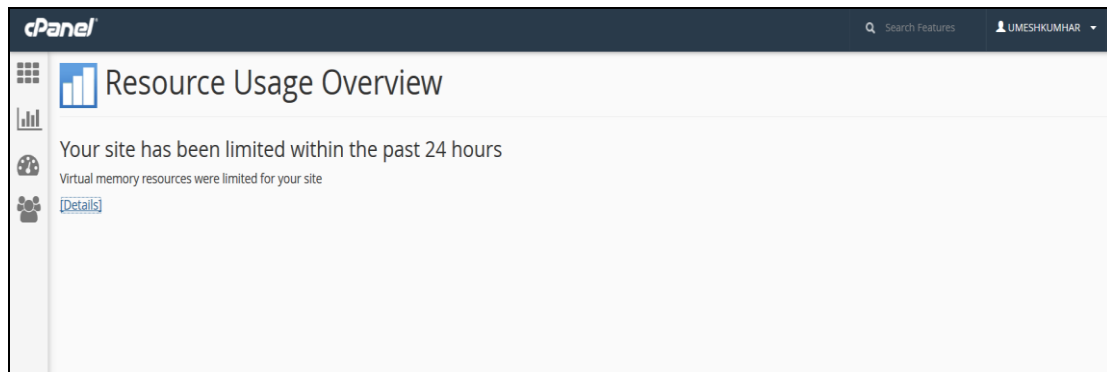 cPanel
Search Features
UMESHKUMHAR
Resource Usage Overview
Your site has been limited within the past 24 hours
Virtual memory resources were limited for your site
[Details]